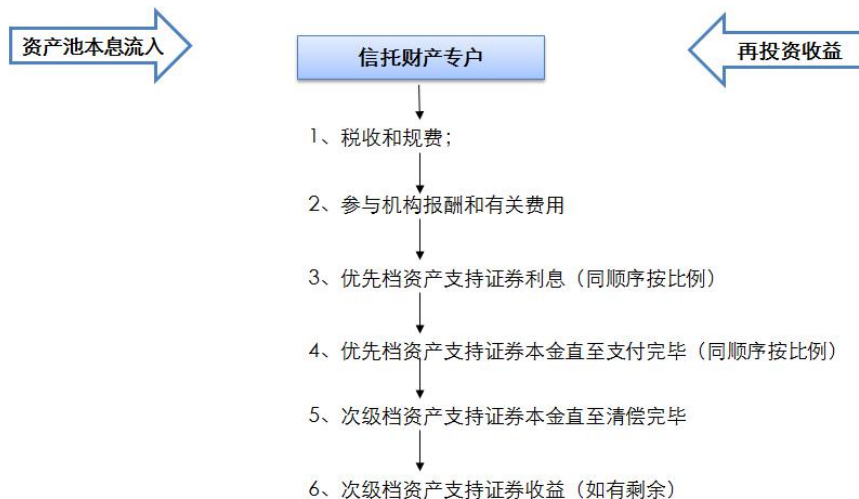 资产池本息流入
信托财产专户
再投资收益
1、税收和规费；
2、参与机构报酬和有关费用
3、优先档资产支持证券利息（同顺序按比例）
4、优先档资产支持证券本金直至支付完毕（同顺序按比例）
5、次级档资产支持证券本金直至清偿完毕
6、次级档资产支持证券收益（如有剩余）